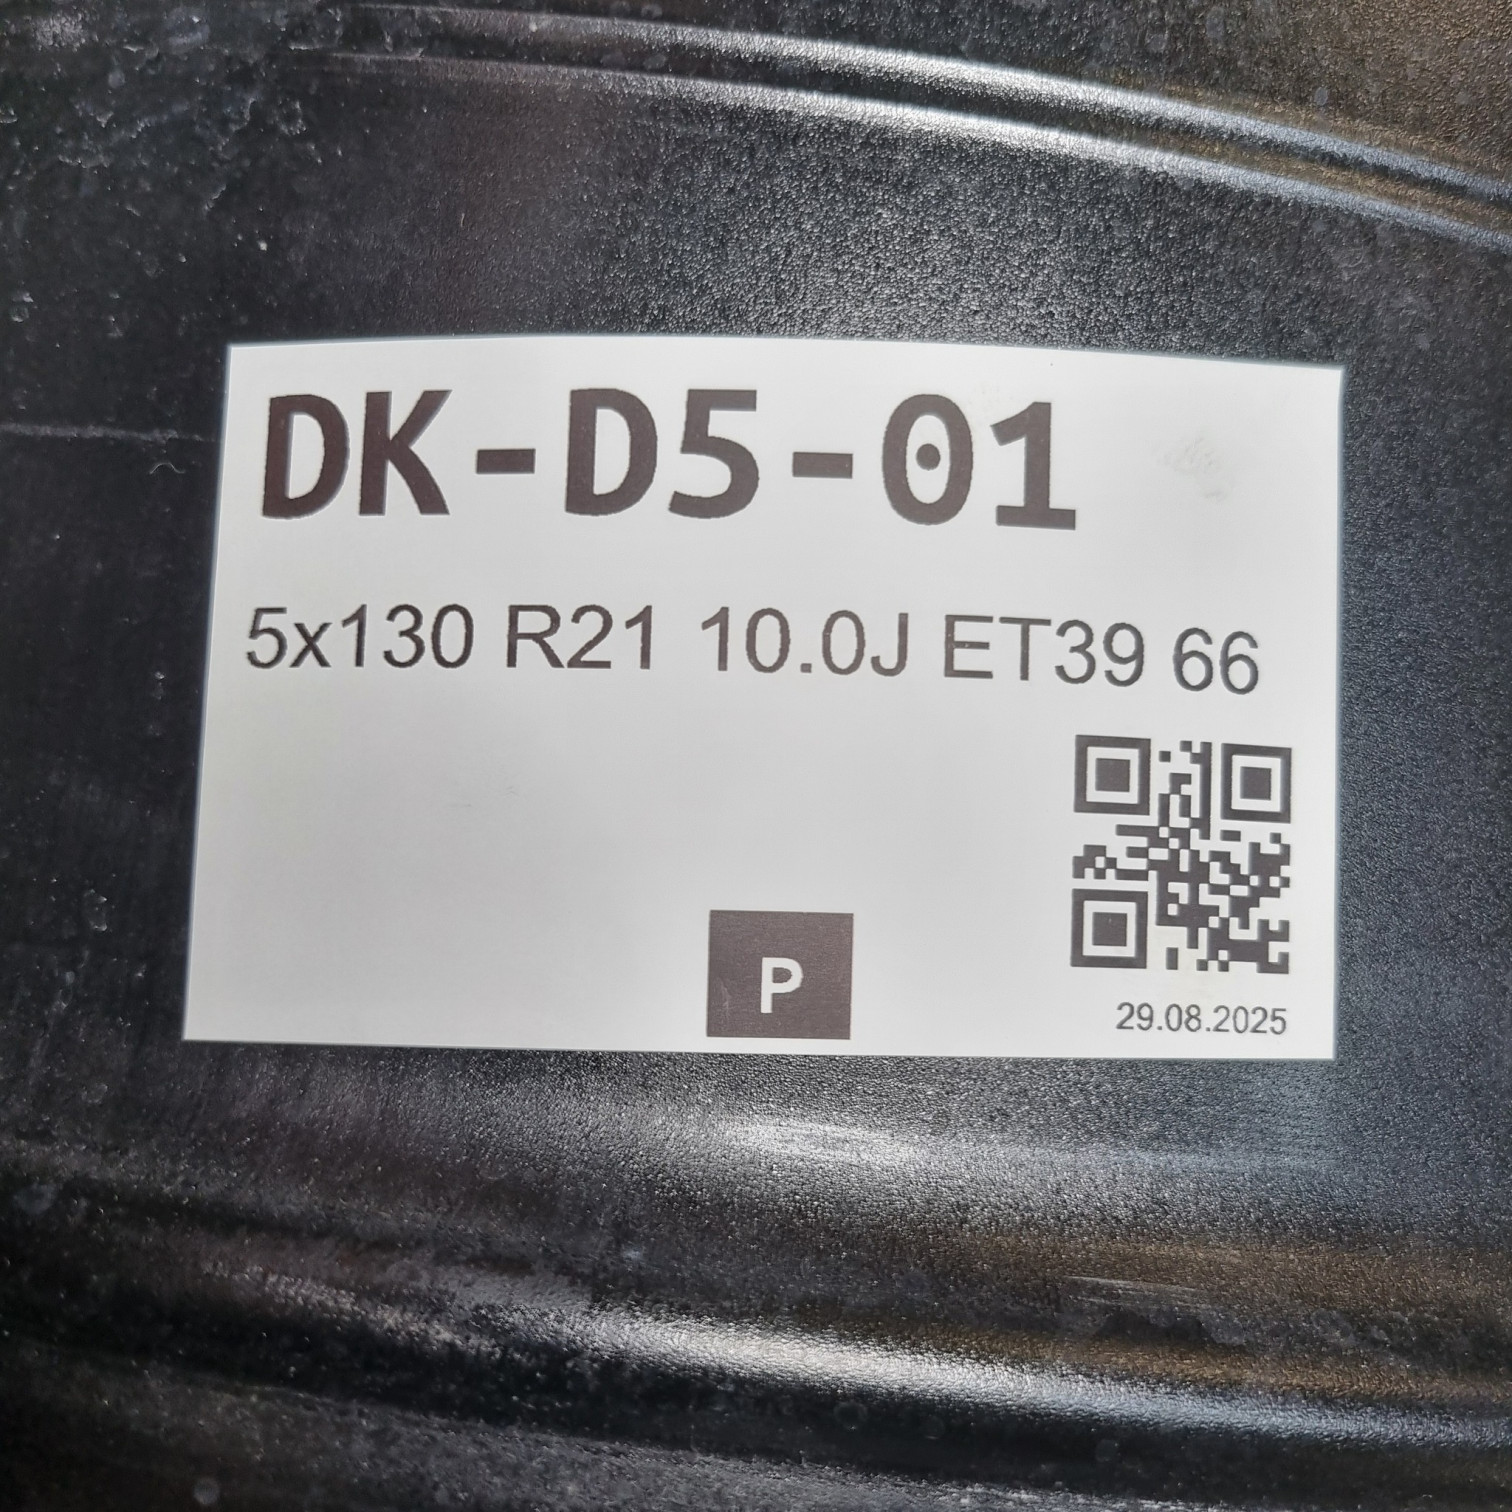 DK-D5-01
5x130 R21 10.0J ET39 66
P
29.08.2025